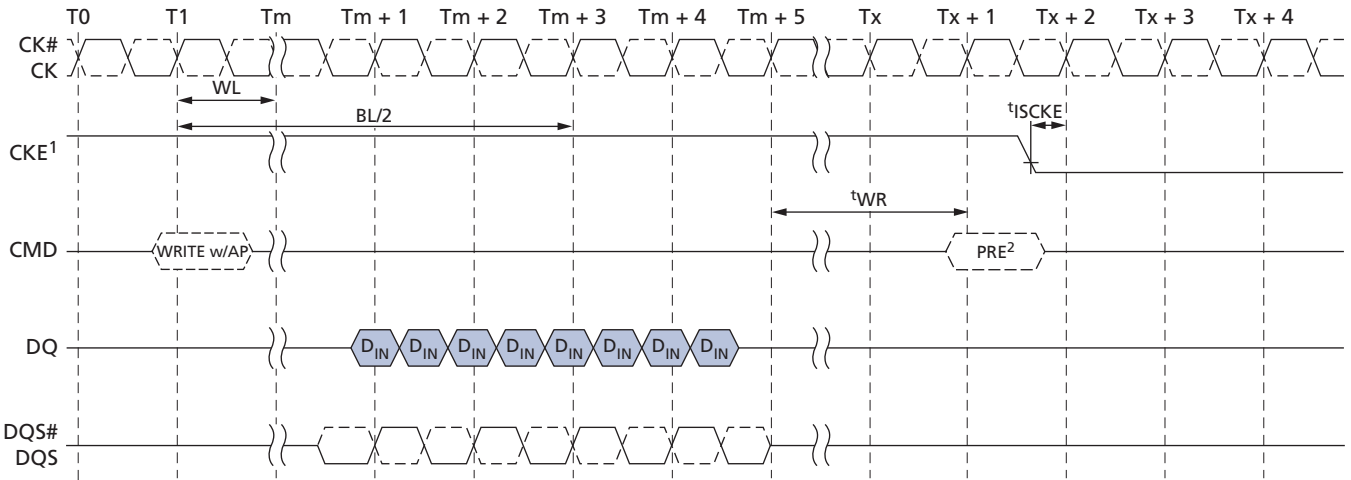 T0 T1 Tm Tm + 1 Tm + 2 Tm + 3 Tm + 4 Tm + 5 Tx Tx + 1 Tx + 2 Tx + 3 Tx + 4
CK#
CK
WL
BL/2
tISCKE
CKE1
tWR
CMD WRITE w/AP PRE2
DQ DIN DIN DIN DIN DIN DIN DIN DIN
DQS#
DQS